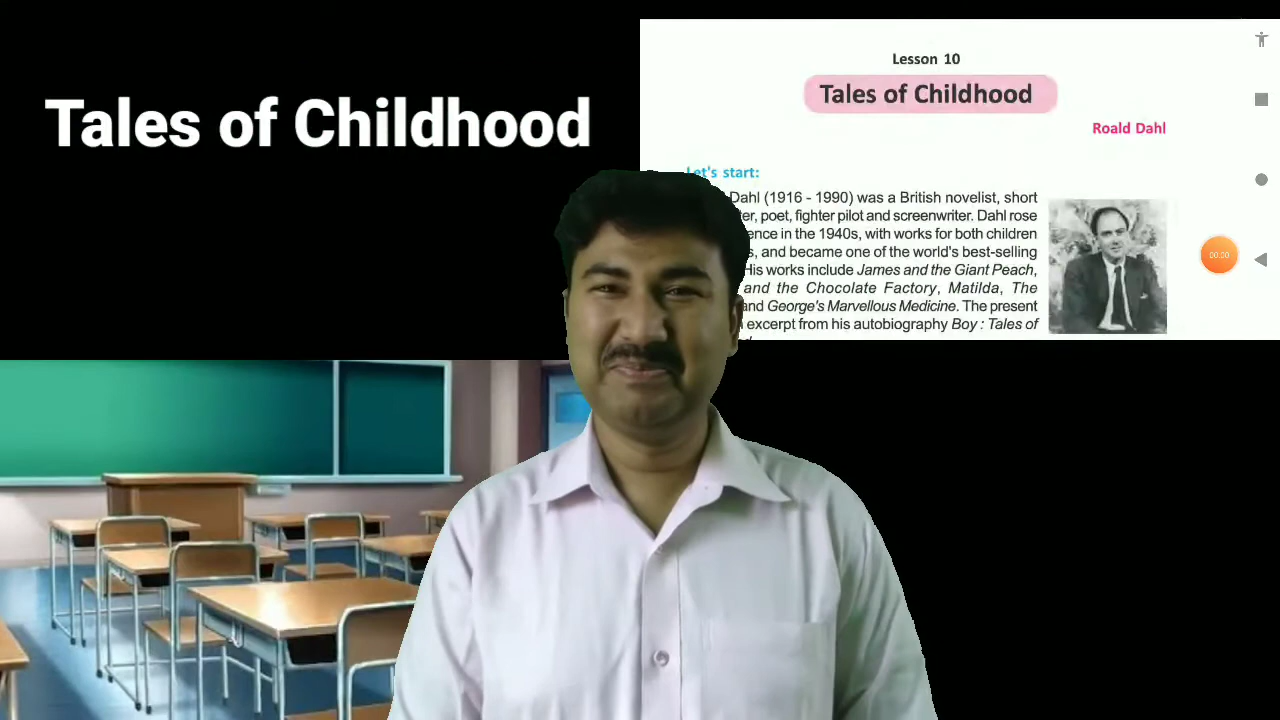 Tales of Childhood
Lesson 10
Tales of Childhood
Roald Dahl
Let's start:
Dahl (1916 - 1990) was a British novelist, short
poet, fighter pilot and screenwriter. Dahl rose
in the 1940s, with works for both children
and became one of the world's best-selling
His works include James and the Giant Peach,
and the Chocolate Factory, Matilda, The
and George's Marvellous Medicine. The present
excerpt from his autobiography Boy : Tales of
00:00